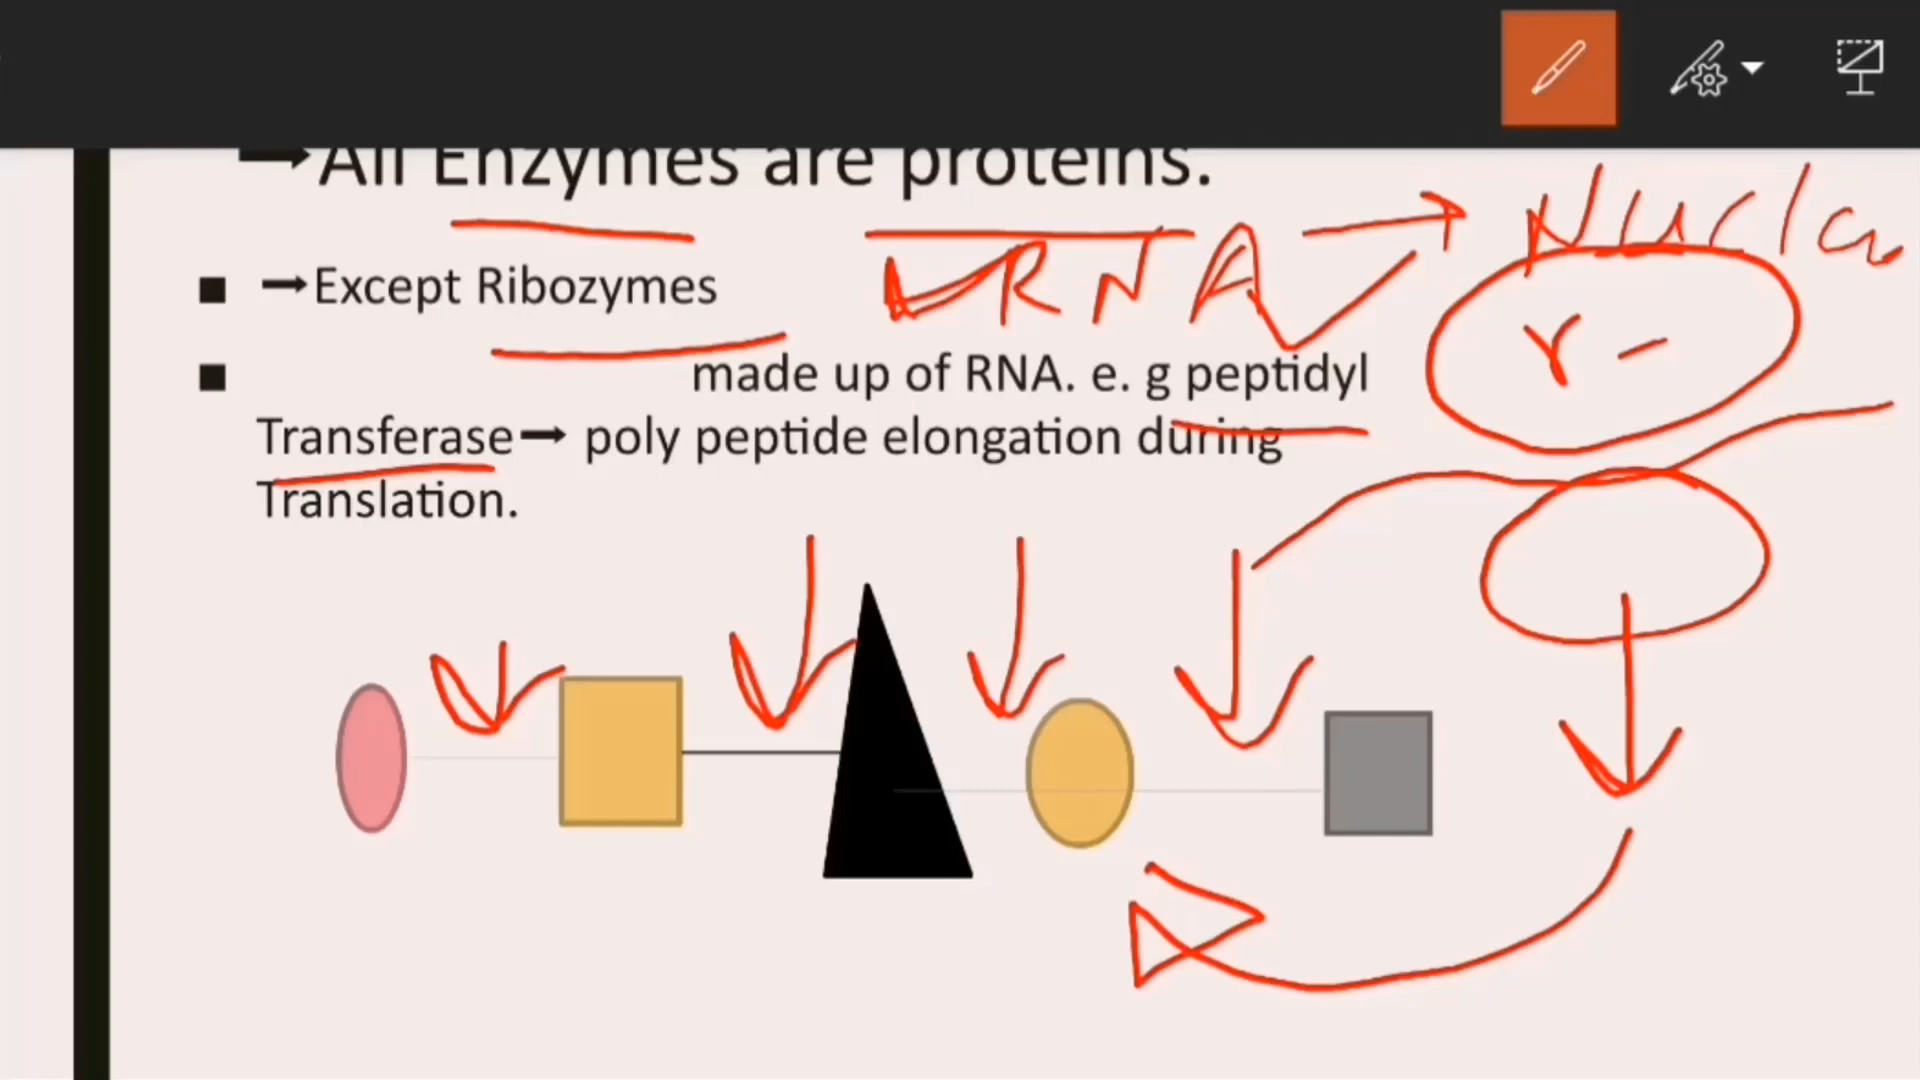 ➞All Enzymes are proteins.
■ ➞Except Ribozymes
RNA
■ made up of RNA. e. g peptidyl
Transferase➞ poly peptide elongation during
Translation.
r -